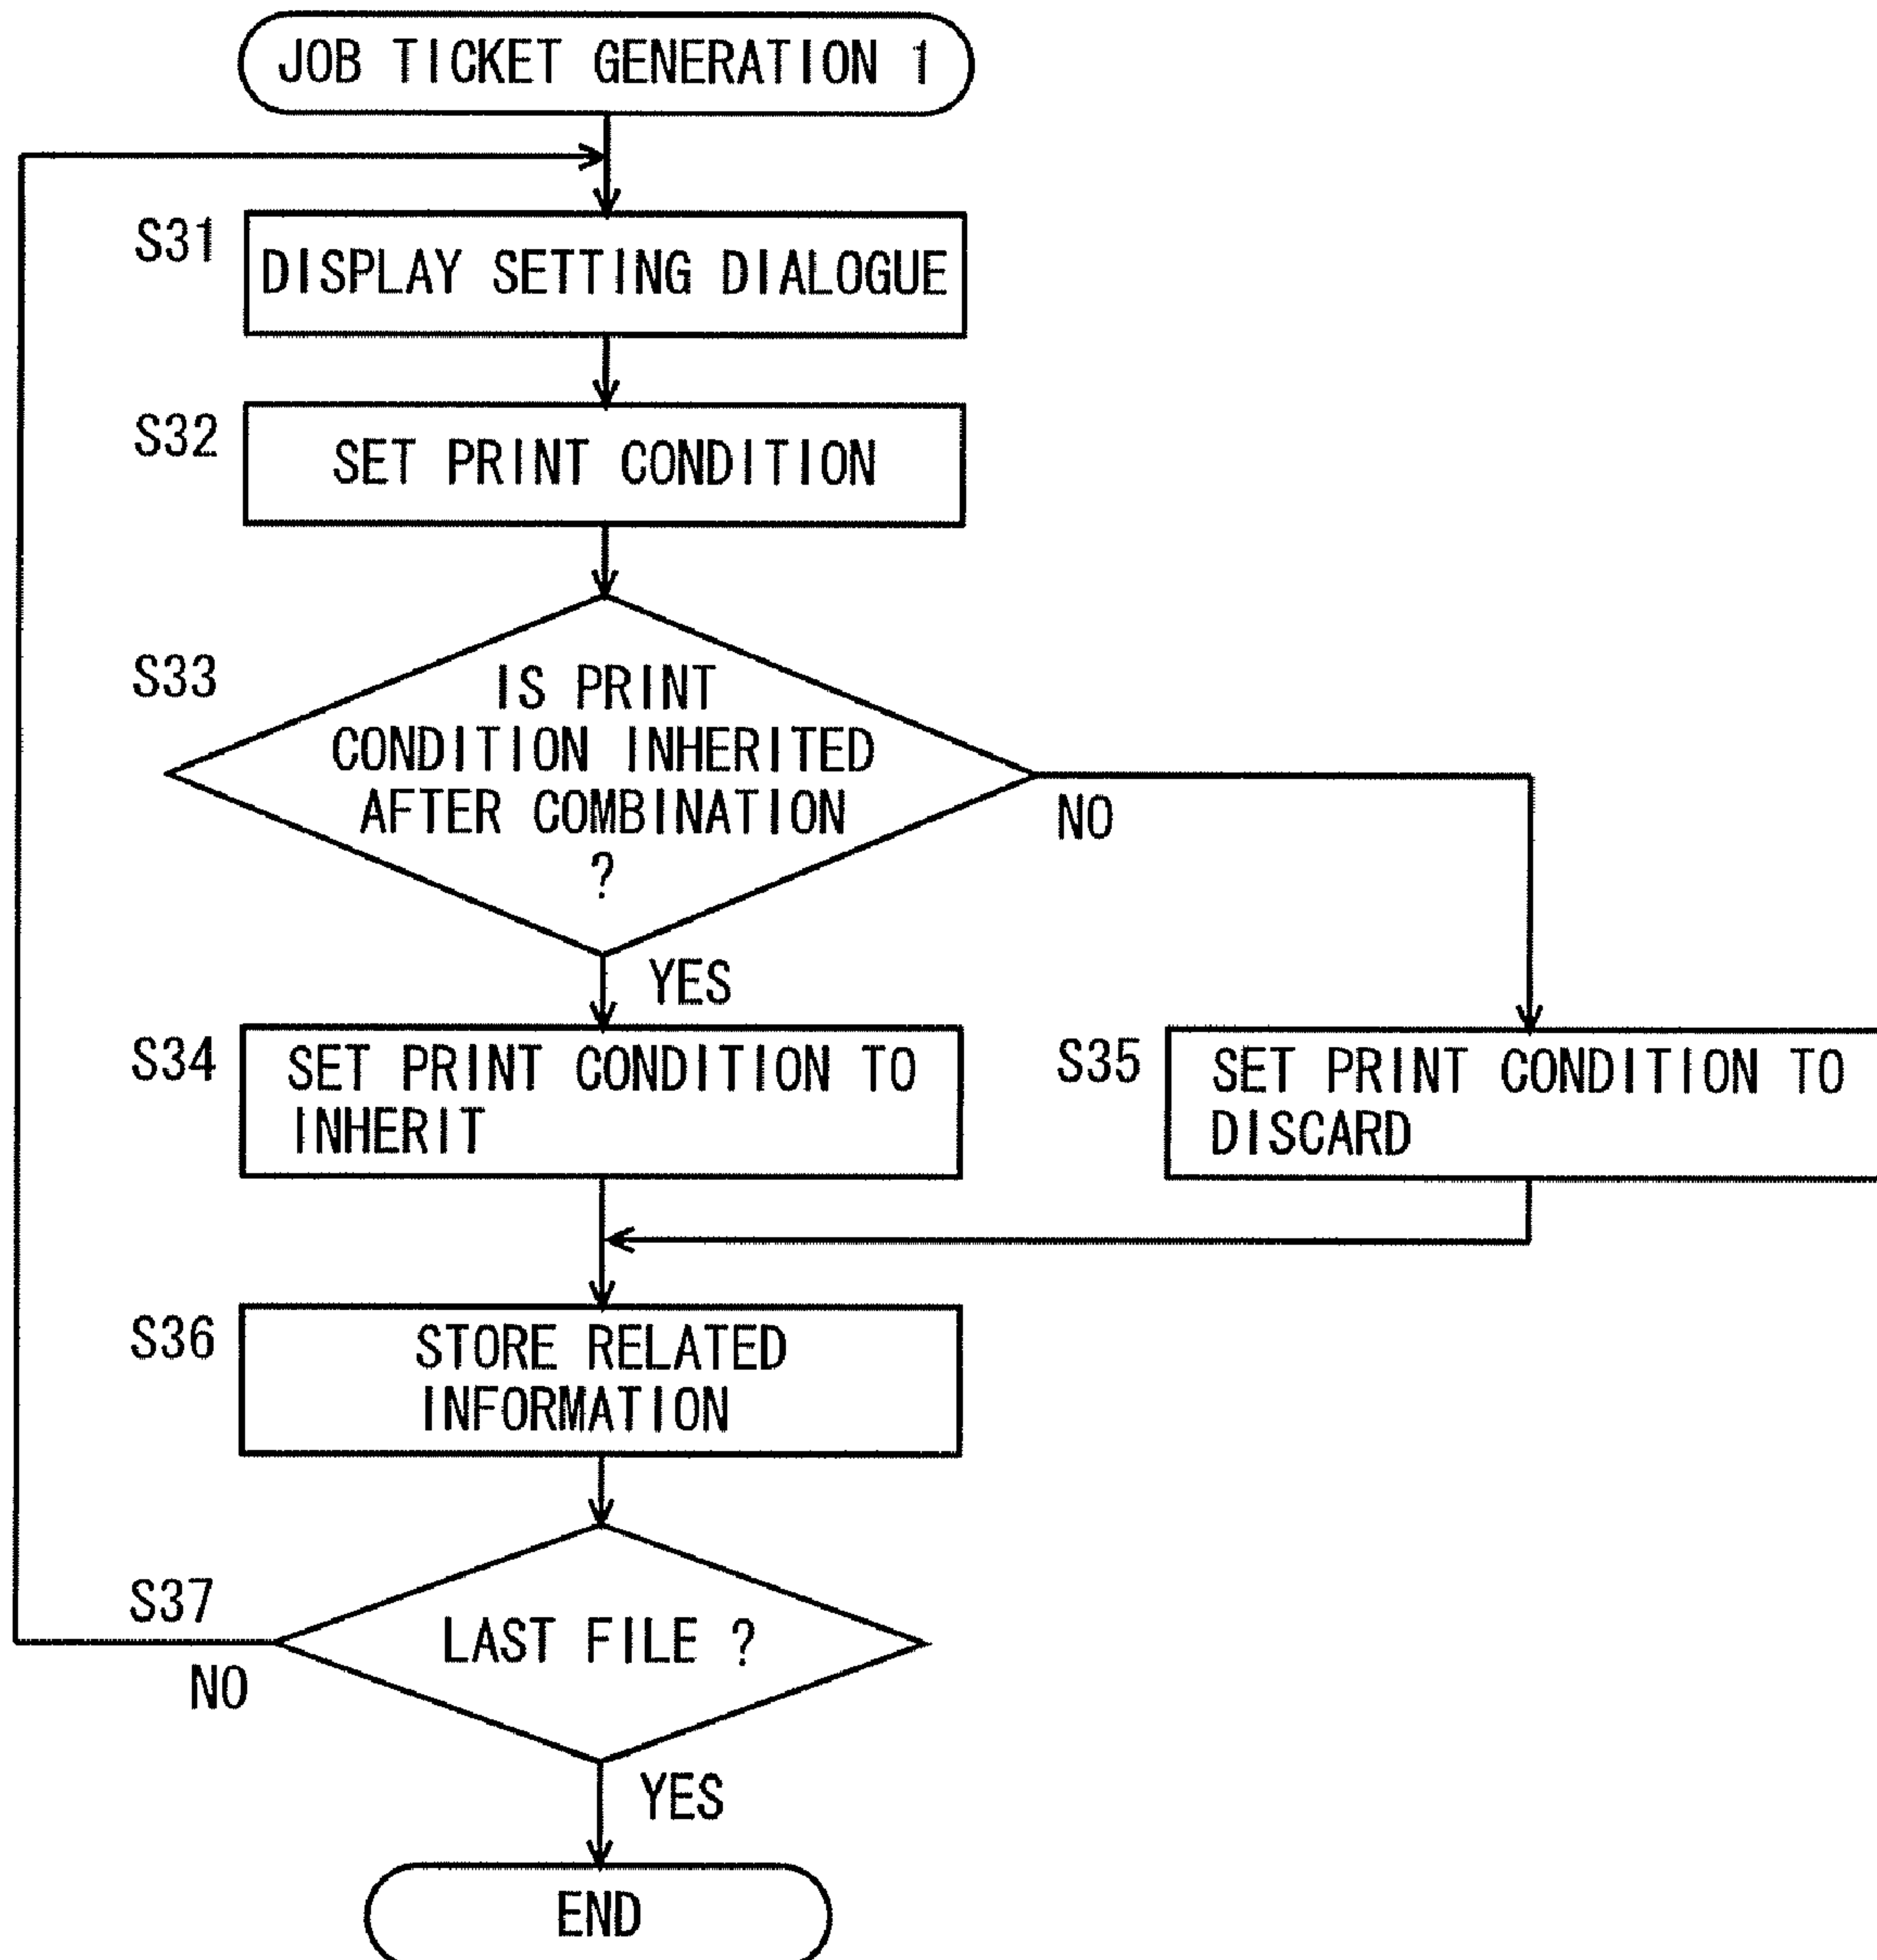 JOB TICKET GENERATION 1
S31
DISPLAY SETTING DIALOGUE
S32
SET PRINT CONDITION
S33
IS PRINT
CONDITION INHERITED
AFTER COMBINATION
?
NO
YES
S34
SET PRINT CONDITION TO
INHERIT
S35
SET PRINT CONDITION TO
DISCARD
S36
STORE RELATED
INFORMATION
S37
LAST FILE ?
NO
YES
END